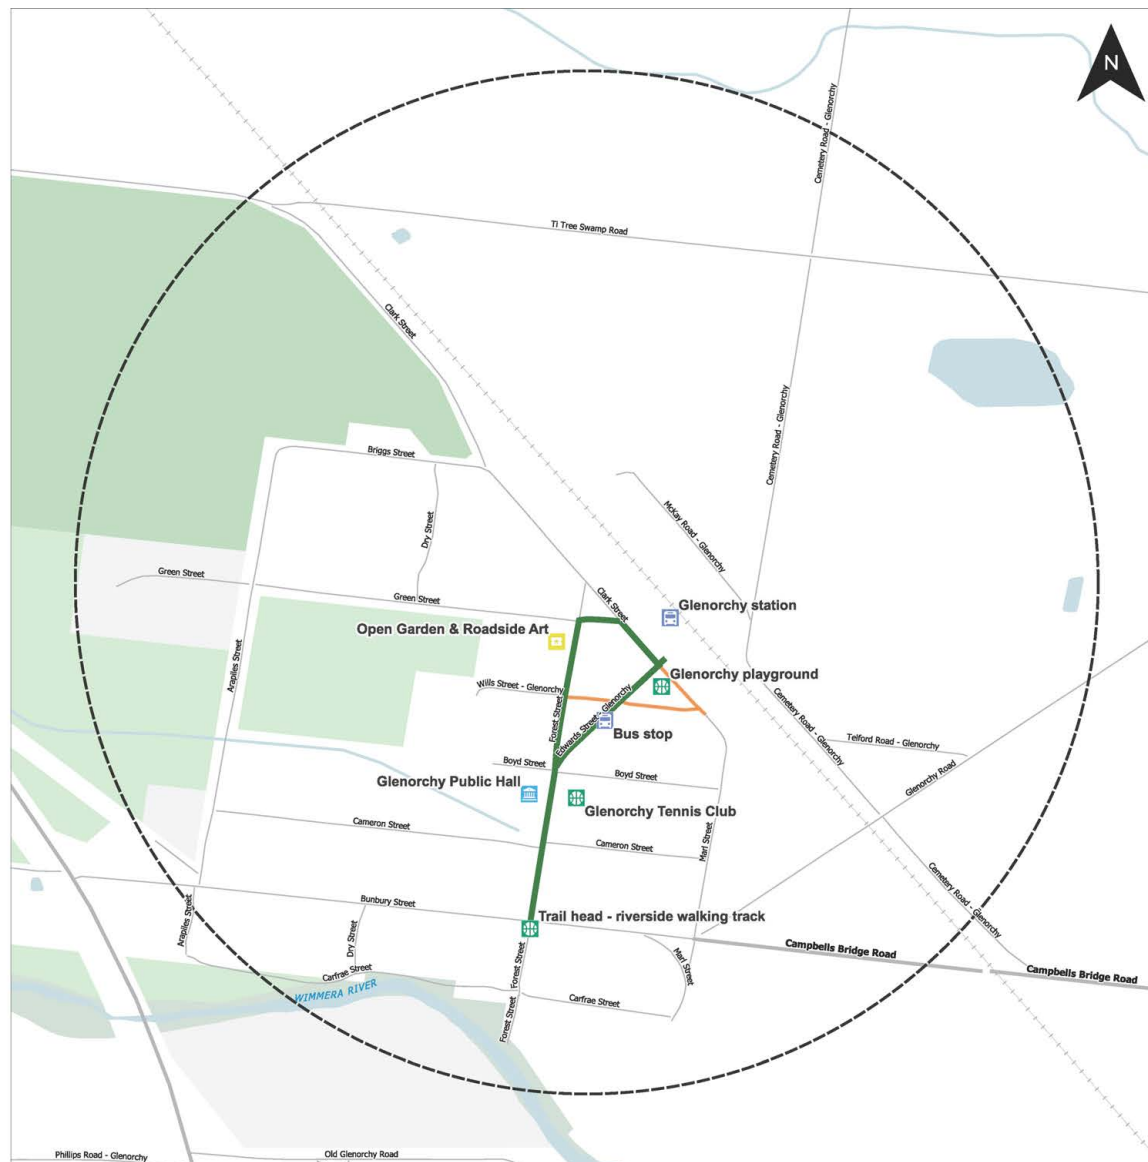 N
Cemetery Road - Glenorchy
Ti Tree Swamp Road
Clark Street
Cemetery Road - Glenorchy
Briggs Street
McKay Road - Glenorchy
Dry Street
Green Street
Green Street
Clark Street
Glenorchy station
Open Garden & Roadside Art
Arapiles Street
Glenorchy playground
Wills Street - Glenorchy
Forest Street
Edwards Street - Glenorchy
Cemetery Road - Glenorchy
Bus stop
Telford Road - Glenorchy
Glenorchy Road
Boyd Street
Boyd Street
Glenorchy Public Hall
Glenorchy Tennis Club
Cameron Street
Cameron Street
Marl Street
Cemetery Road - Glenorchy
Bunbury Street
Trail head - riverside walking track
Arapiles Street
Dry Street
Campbells Bridge Road
Campbells Bridge Road
Forest Street
Marl Street
Carfrae Street
WIMMERA RIVER
Carfrae Street
Forest Street
Phillips Road - Glenorchy
Old Glenorchy Road